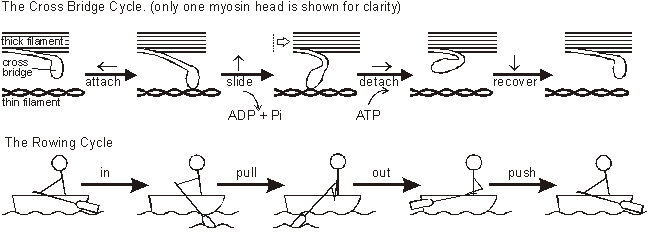 The Cross Bridge Cycle. (only one myosin head is shown for clarity)
thick filament
cross
bridge
thin filament
attach
slide
detach
recover
ADP + Pi
ATP
The Rowing Cycle
in
pull
out
push